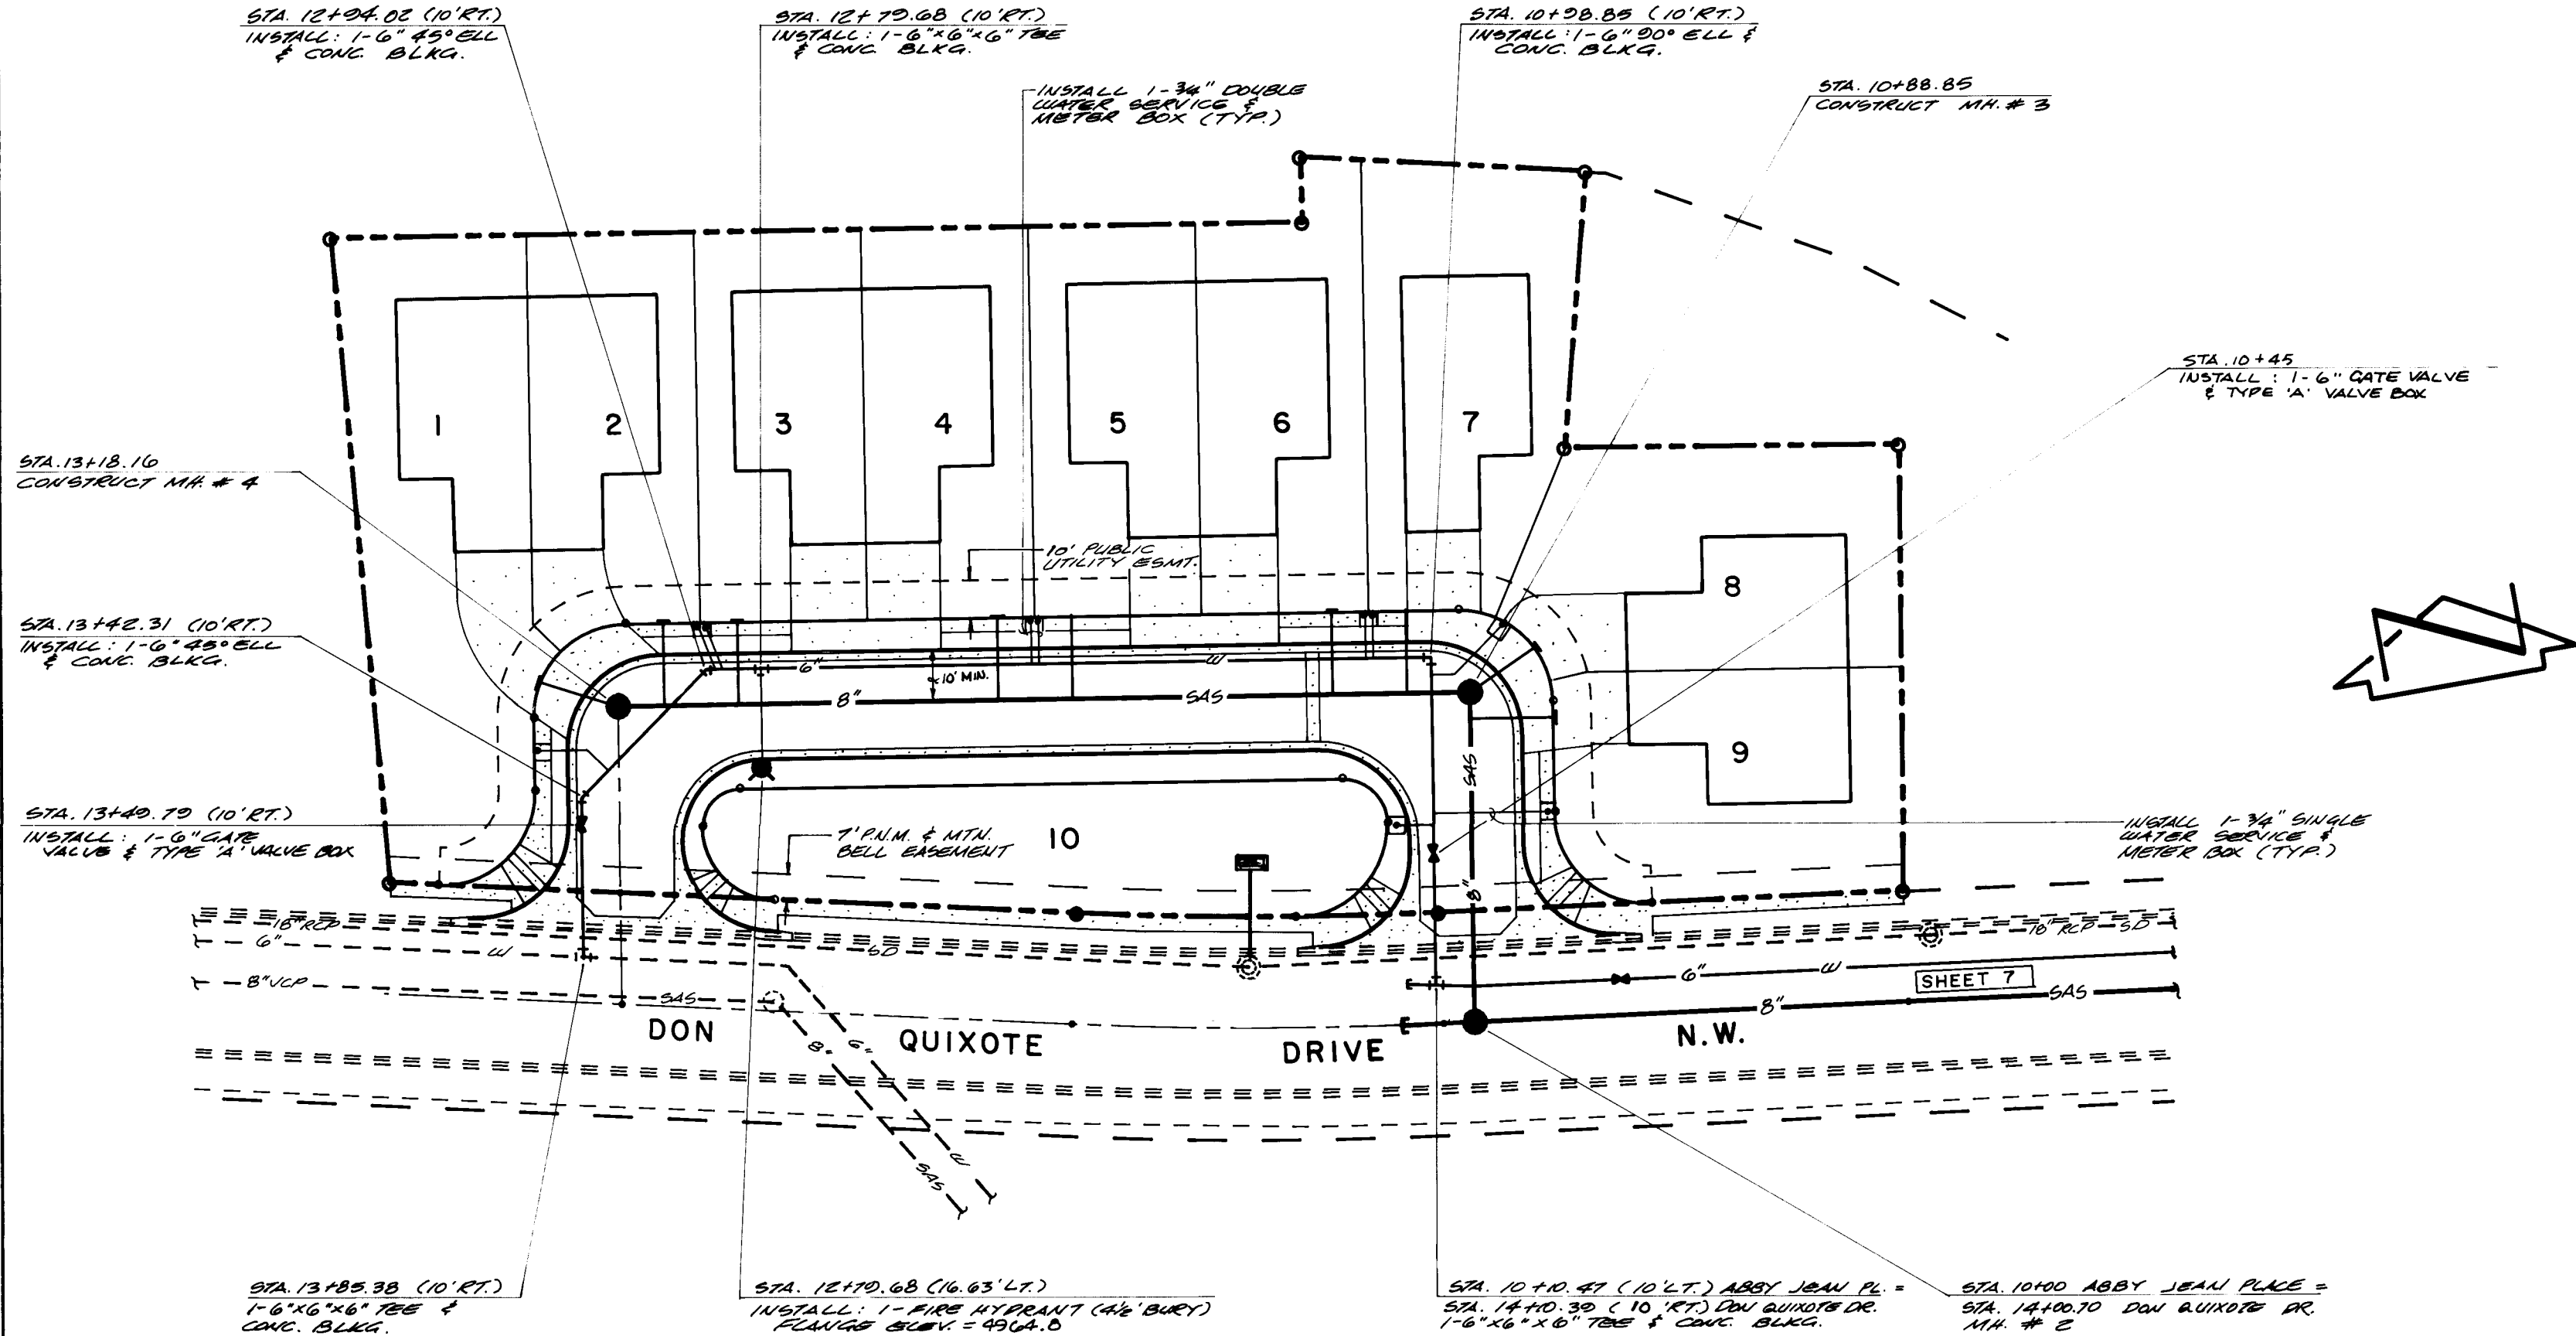 STA. 12+94.02 (10' RT.)
INSTALL: 1-6" 45° ELL
& CONC. BLKG.
STA. 12+79.68 (10' RT.)
INSTALL: 1-6"x6"x6" TEE
& CONC. BLKG.
STA. 10+98.85 (10' RT.)
INSTALL: 1-6" 90° ELL &
CONC. BLKG.
INSTALL 1-3/4" DOUBLE
WATER SERVICE &
METER BOX (TYP.)
STA. 10+88.85
CONSTRUCT MH. # 3
STA. 10+45
INSTALL: 1-6" GATE VALVE
& TYPE 'A' VALVE BOX
1
2
3
4
5
6
7
STA. 13+18.16
CONSTRUCT MH. # 4
10' PUBLIC
UTILITY ESMT.
8
STA. 13+42.31 (10' RT.)
INSTALL: 1-6" 45° ELL
& CONC. BLKG.
6"
W
10' MIN.
8"
SAS
9
SAS
8"
STA. 13+49.79 (10' RT.)
INSTALL: 1-6" GATE
VALVE & TYPE 'A' VALVE BOX
7' P.N.M. & MTN.
BELL EASEMENT
10
INSTALL 1-3/4" SINGLE
WATER SERVICE &
METER BOX (TYP.)
18" RCP
SD
18" RCP
SD
6"
W
6"
W
SHEET 7
8" VCP
SAS
8"
SAS
DON QUIXOTE DRIVE N.W.
8"
6"
W
SAS
STA. 13+85.38 (10' RT.)
1-6"x6"x6" TEE &
CONC. BLKG.
STA. 12+79.68 (16.63' LT.)
INSTALL: 1-FIRE HYDRANT (4½' BURY)
FLANGE ELEV. = 4964.8
STA. 10+10.47 (10' LT.) ABBY JEAN PL. =
STA. 14+10.39 (10' RT.) DON QUIXOTE DR.
1-6"x6"x6" TEE & CONC. BLKG.
STA. 10+00 ABBY JEAN PLACE =
STA. 14+00.70 DON QUIXOTE DR.
MH. # 2